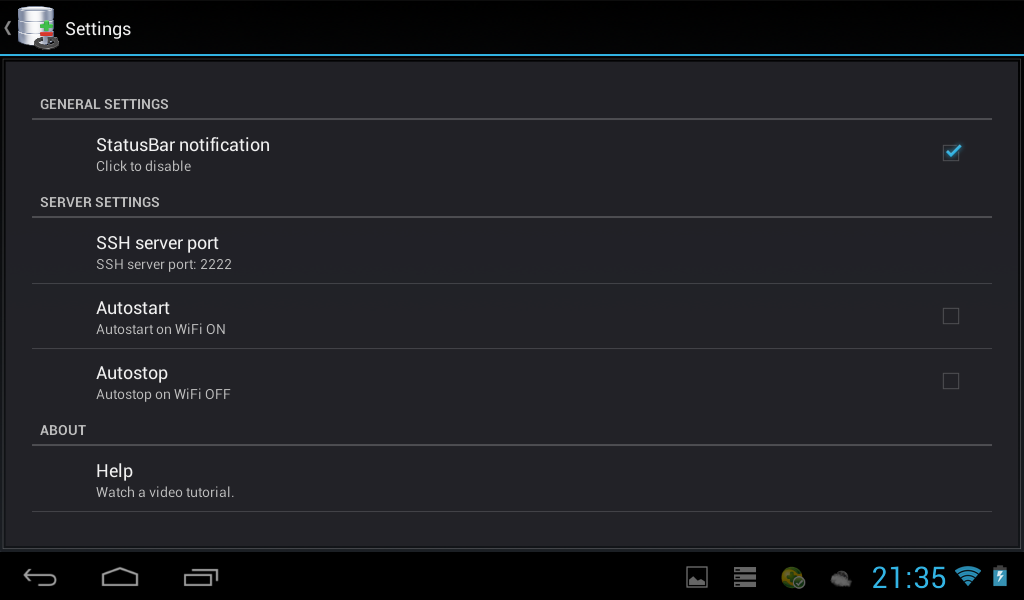 Settings
GENERAL SETTINGS
StatusBar notification
Click to disable
SERVER SETTINGS
SSH server port
SSH server port: 2222
Autostart
Autostart on WiFi ON
Autostop
Autostop on WiFi OFF
ABOUT
Help
Watch a video tutorial.
21:35